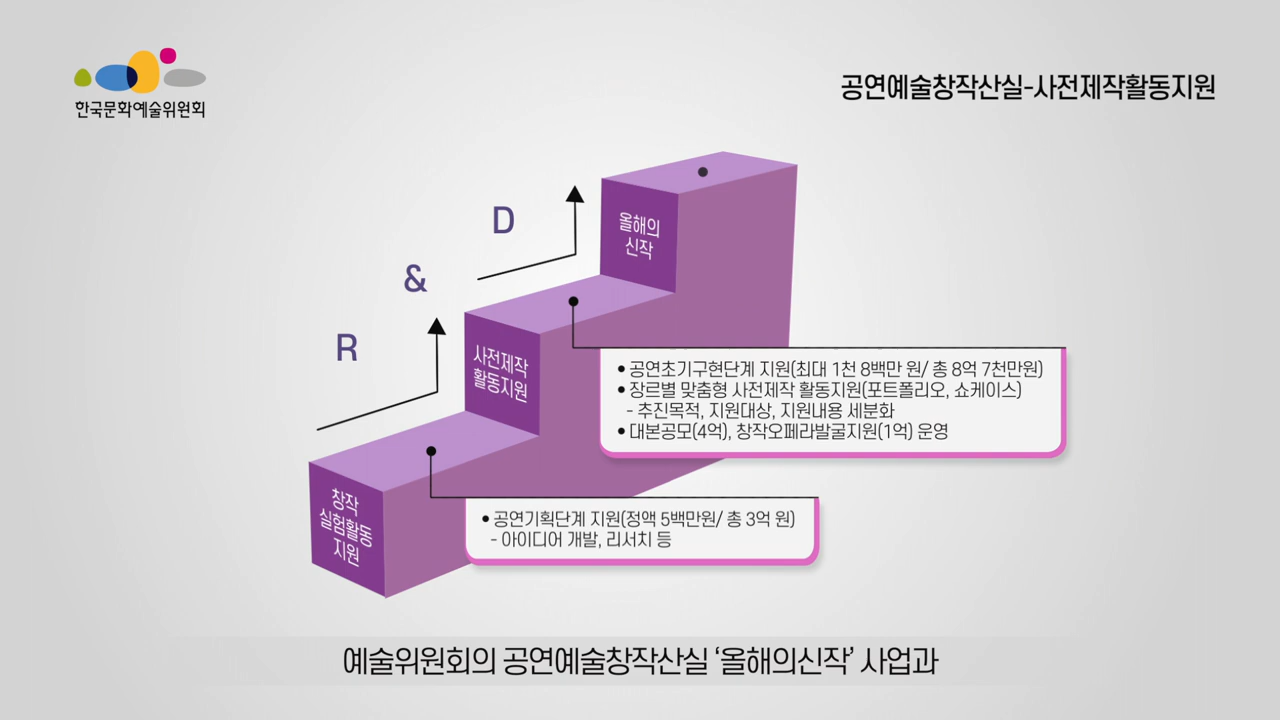 한국문화예술위원회
공연예술창작산실-사전제작활동지원
R
&
D
올해의
신작
사전제작
활동지원
• 공연초기구현단계 지원(최대 1천 8백만 원/ 총 8억 7천만원)
• 장르별 맞춤형 사전제작 활동지원(포트폴리오, 쇼케이스)
- 추진목적, 지원대상, 지원내용 세분화
• 대본공모(4억), 창작오페라발굴지원(1억) 운영
창작
실험활동
지원
• 공연기획단계 지원(정액 5백만원/ 총 3억 원)
- 아이디어 개발, 리서치 등
예술위원회의 공연예술창작산실 ‘올해의신작’ 사업과